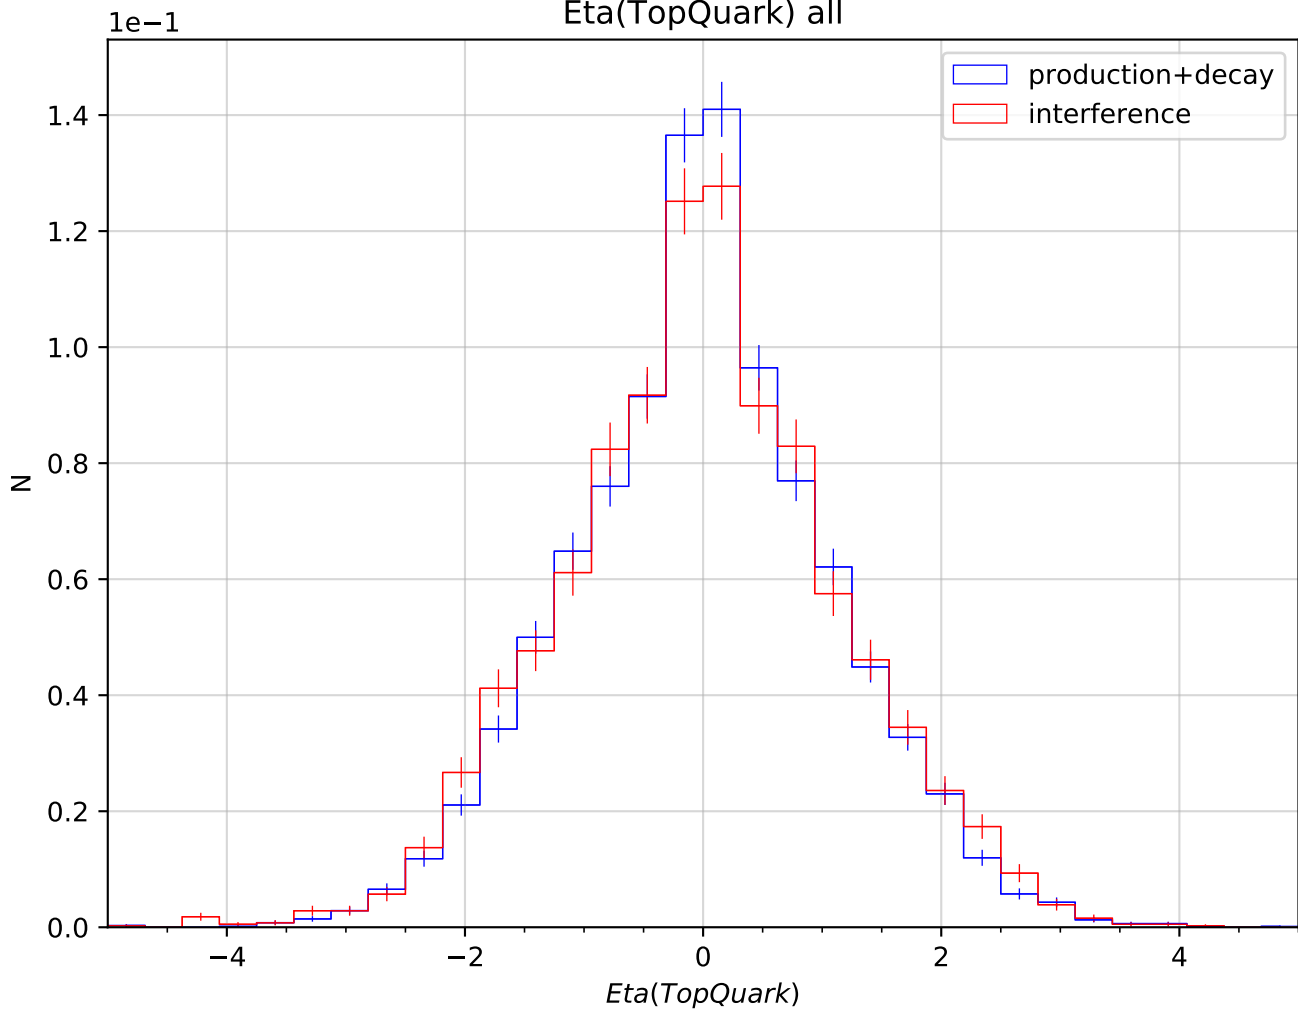 Eta(TopQuark) all
1e−1
production+decay
interference
1.4
1.2
1.0
0.8
0.6
0.4
0.2
0.0
N
−4 −2 0 2 4
Eta(TopQuark)